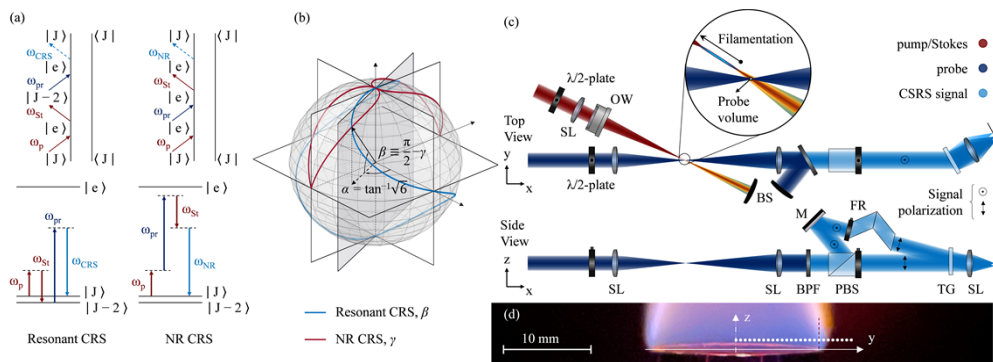 (a)
| J ⟩
⟨ J |
| J ⟩
⟨ J |
ω_CRS
ω_NR
| e ⟩
| e ⟩
ω_pr
ω_St
| J − 2 ⟩
| J ⟩
ω_St
ω_pr
| e ⟩
| e ⟩
ω_p
ω_p
| J ⟩
⟨ J |
| J ⟩
⟨ J |
| e ⟩
| e ⟩
ω_pr
ω_St
ω_pr
ω_St
ω_CRS
ω_NR
ω_p
ω_p
| J ⟩
| J − 2 ⟩
| J ⟩
| J − 2 ⟩
Resonant CRS
NR CRS
(b)
β ≡ π/2 − γ
α = tan⁻¹√6
Resonant CRS, β
NR CRS, γ
(c)
Filamentation
Probe
volume
λ/2-plate
SL
OW
Top
View
y
x
λ/2-plate
SL
BS
pump/Stokes
probe
CSRS signal
Signal
polarization
M
FR
Side
View
z
x
SL
SL
BPF
PBS
TG
SL
(d)
z
y
10 mm